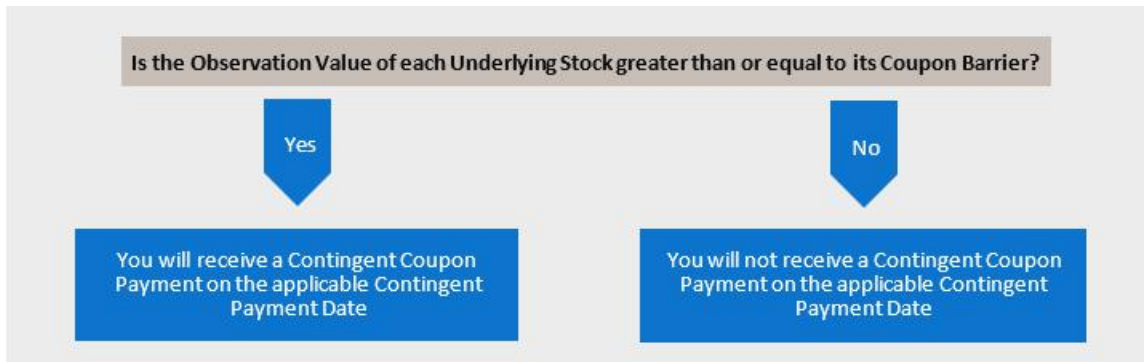 Is the Observation Value of each Underlying Stock greater than or equal to its Coupon Barrier?
Yes
No
You will receive a Contingent Coupon
Payment on the applicable Contingent
Payment Date
You will not receive a Contingent Coupon
Payment on the applicable Contingent
Payment Date